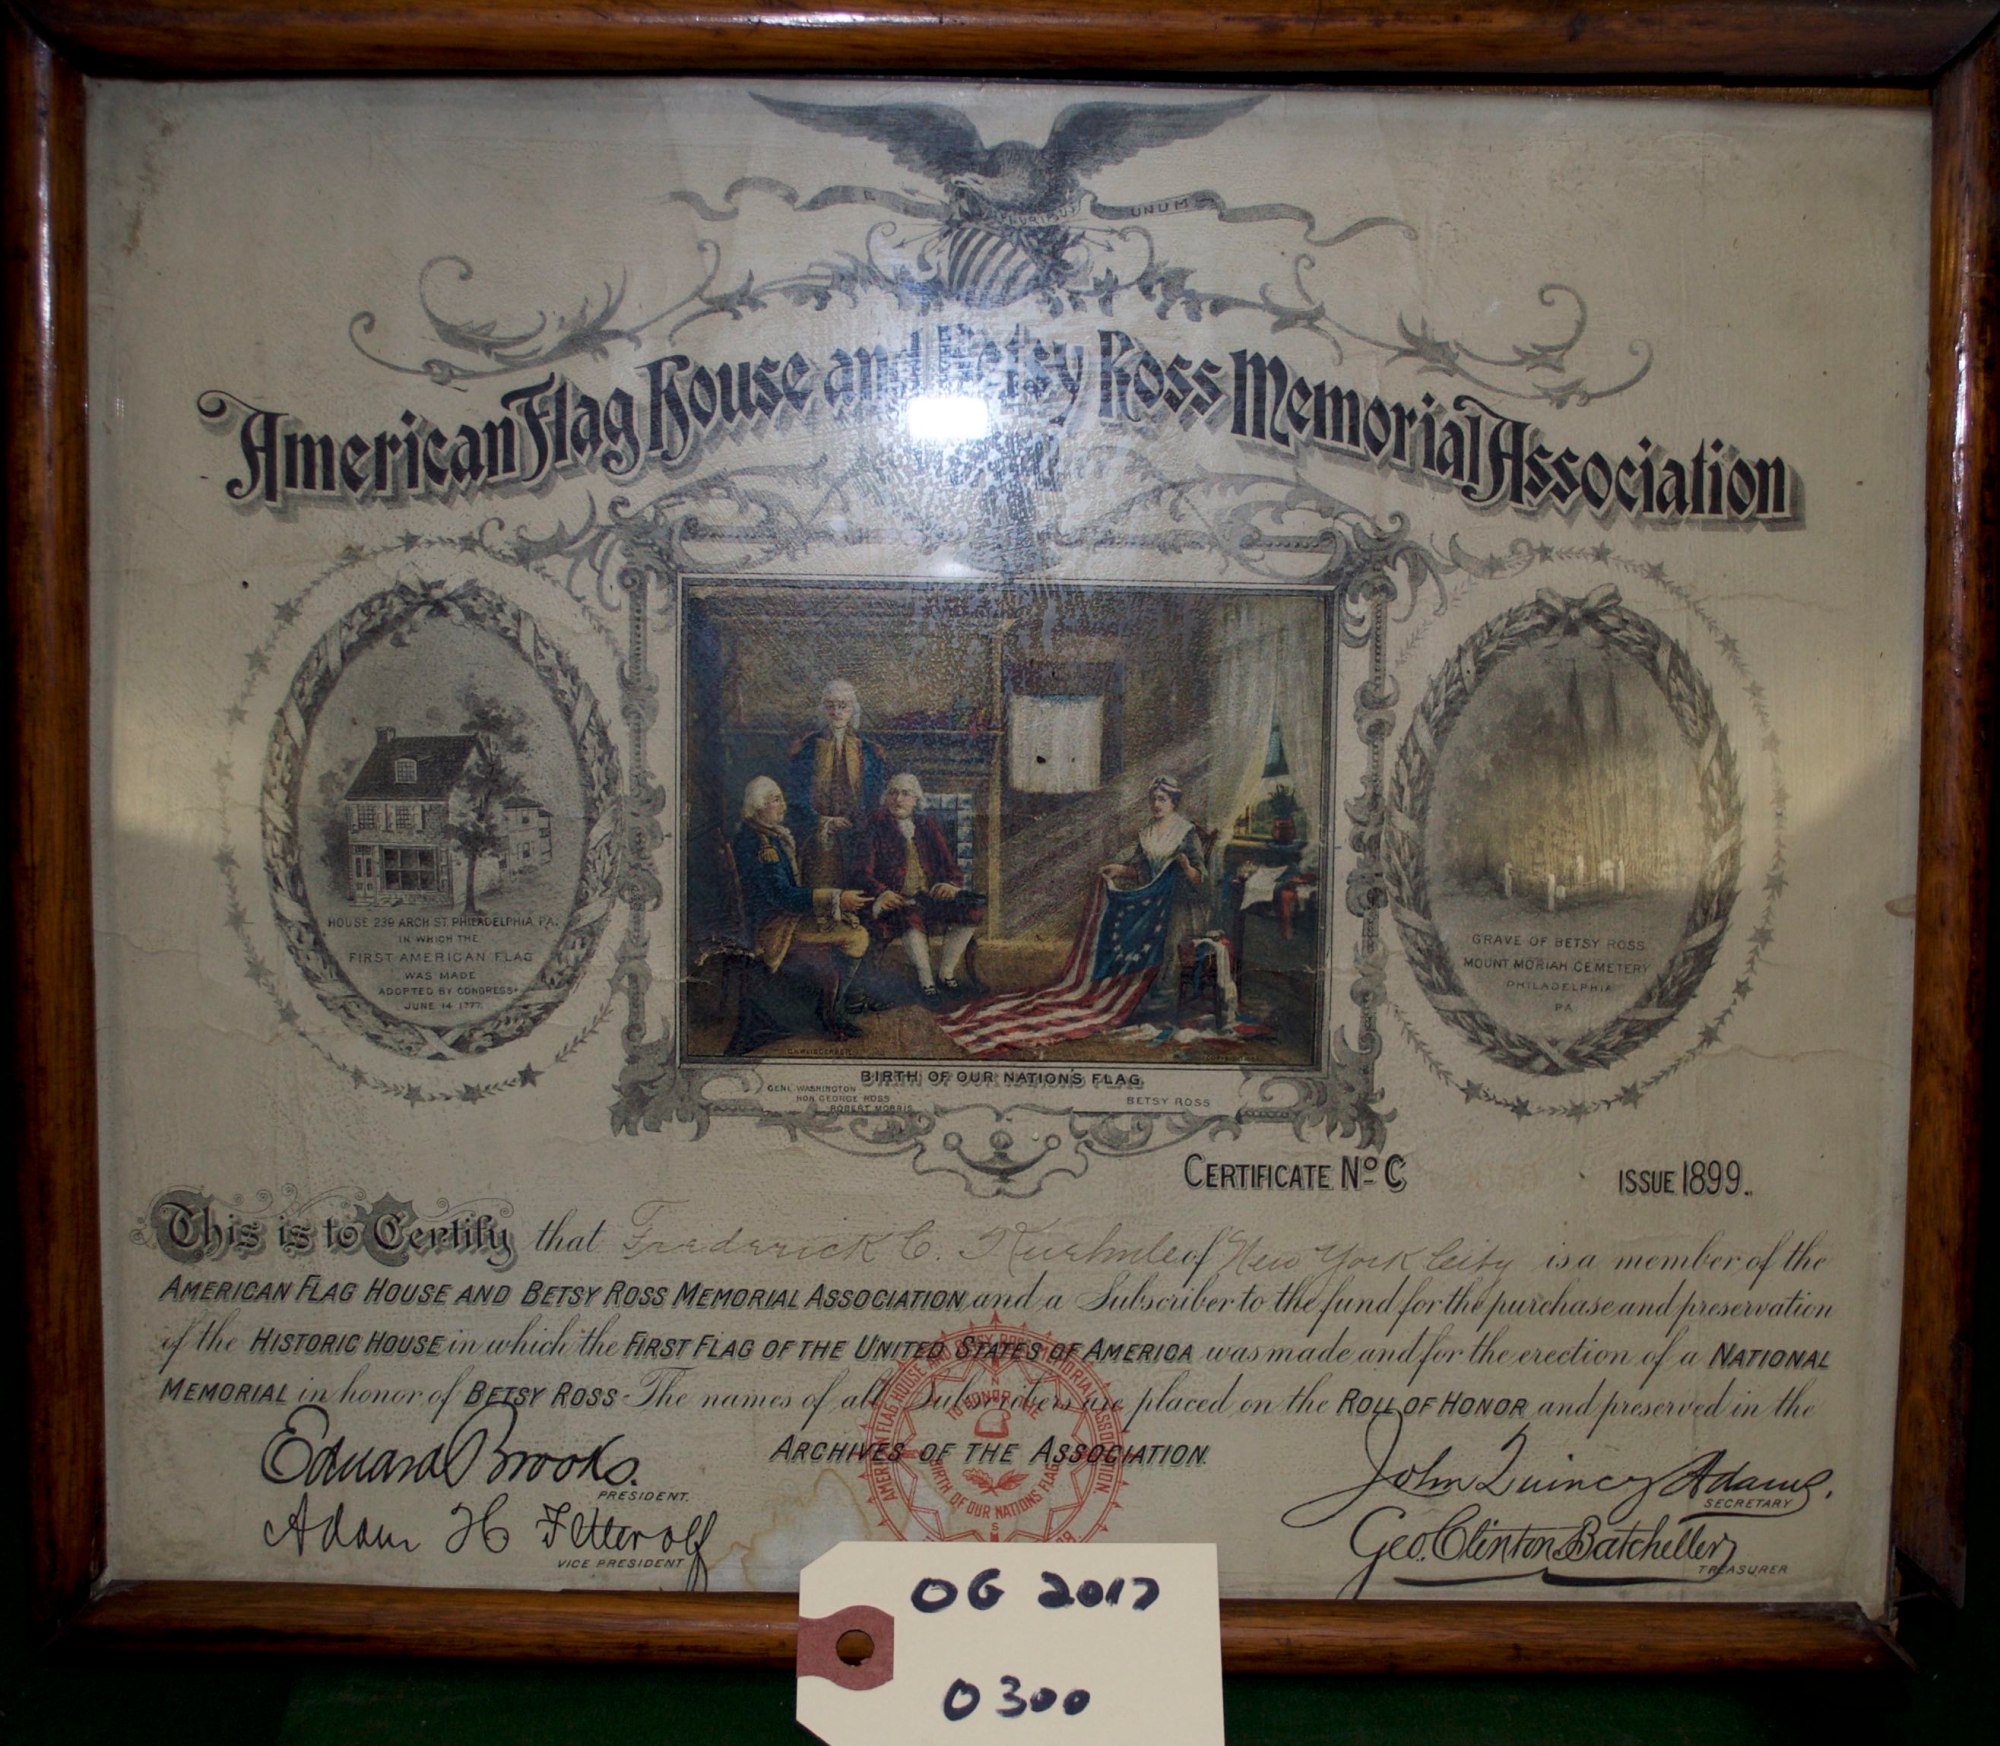 E PLURIBUS UNUM
American Flag House and Betsy Ross Memorial Association
HOUSE 239 ARCH ST. PHILADELPHIA, PA.
IN WHICH THE
FIRST AMERICAN FLAG
WAS MADE
ADOPTED BY CONGRESS
JUNE 14 1777.
BIRTH OF OUR NATION'S FLAG
GENL. WASHINGTON
HON. GEORGE ROSS
ROBERT MORRIS
BETSY ROSS
GRAVE OF BETSY ROSS
MOUNT MORIAH CEMETERY
PHILADELPHIA
PA
CERTIFICATE No C ISSUE 1899.
This is to Certify that Frederick C. Kuehnle of New York City is a member of the
AMERICAN FLAG HOUSE AND BETSY ROSS MEMORIAL ASSOCIATION and a Subscriber to the fund for the purchase and preservation
of the HISTORIC HOUSE in which the FIRST FLAG OF THE UNITED STATES OF AMERICA was made and for the erection of a NATIONAL
MEMORIAL in honor of BETSY ROSS - The names of all Subscribers are placed on the ROLL OF HONOR and preserved in the
ARCHIVES OF THE ASSOCIATION.
TO HONOR THE
BIRTH OF OUR NATIONS FLAG
Edward Brooks.
PRESIDENT.
Adam H Fetterolf
VICE PRESIDENT
John Quincy Adams.
SECRETARY
Geo. Clinton Batcheller
TREASURER
OG 2017
0300